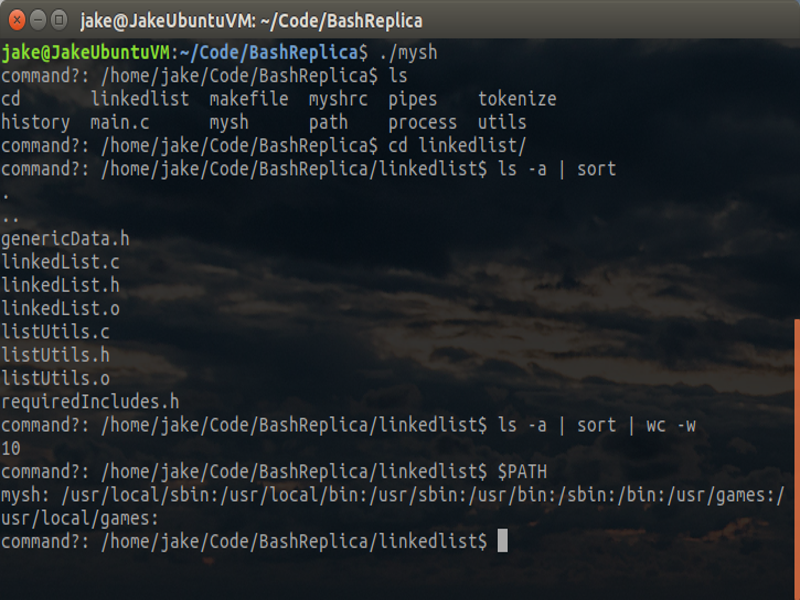 jake@JakeUbuntuVM: ~/Code/BashReplica
jake@JakeUbuntuVM:~/Code/BashReplica$ ./mysh
command?: /home/jake/Code/BashReplica$ ls
cd       linkedlist  makefile  myshrc  pipes    tokenize
history  main.c      mysh      path    process  utils
command?: /home/jake/Code/BashReplica$ cd linkedlist/
command?: /home/jake/Code/BashReplica/linkedlist$ ls -a | sort
.
..
genericData.h
linkedList.c
linkedList.h
linkedList.o
listUtils.c
listUtils.h
listUtils.o
requiredIncludes.h
command?: /home/jake/Code/BashReplica/linkedlist$ ls -a | sort | wc -w
10
command?: /home/jake/Code/BashReplica/linkedlist$ $PATH
mysh: /usr/local/sbin:/usr/local/bin:/usr/sbin:/usr/bin:/sbin:/bin:/usr/games:/
usr/local/games:
command?: /home/jake/Code/BashReplica/linkedlist$